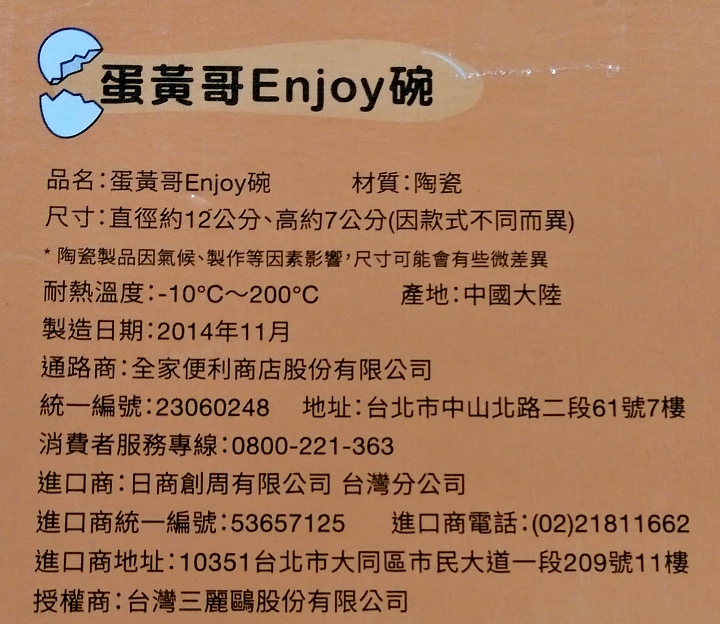 蛋黃哥Enjoy碗
品名：蛋黃哥Enjoy碗 材質：陶瓷
尺寸：直徑約12公分、高約7公分(因款式不同而異)
* 陶瓷製品因氣候、製作等因素影響，尺寸可能會有些微差異
耐熱溫度：-10°C～200°C 產地：中國大陸
製造日期：2014年11月
通路商：全家便利商店股份有限公司
統一編號：23060248 地址：台北市中山北路二段61號7樓
消費者服務專線：0800-221-363
進口商：日商創周有限公司 台灣分公司
進口商統一編號：53657125 進口商電話：(02)21811662
進口商地址：10351台北市大同區市民大道一段209號11樓
授權商：台灣三麗鷗股份有限公司